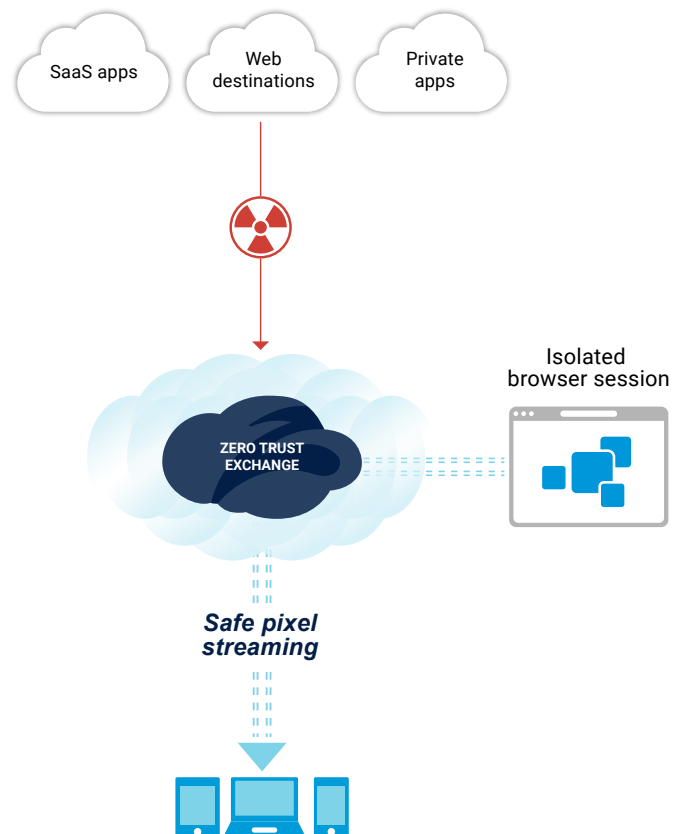 SaaS apps
Web
destinations
Private
apps
Isolated
browser session
ZERO TRUST
EXCHANGE
Safe pixel
streaming